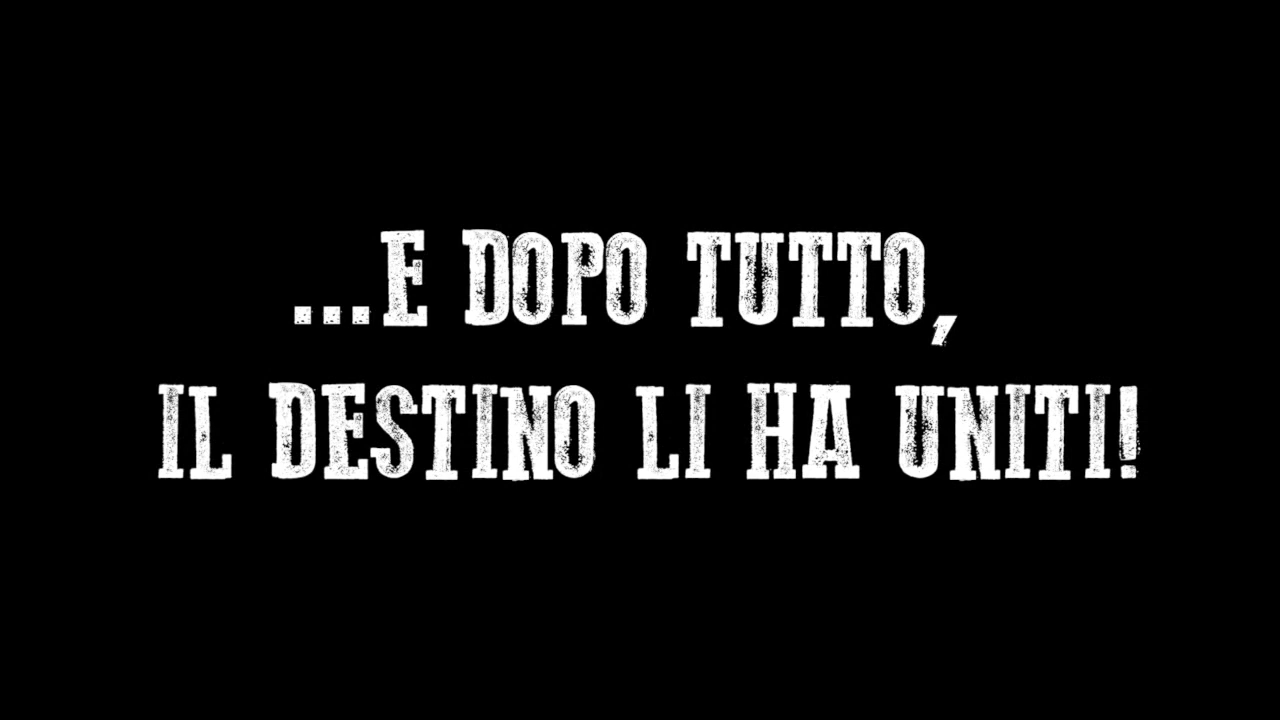 ...E DOPO TUTTO,
IL DESTINO LI HA UNITI!